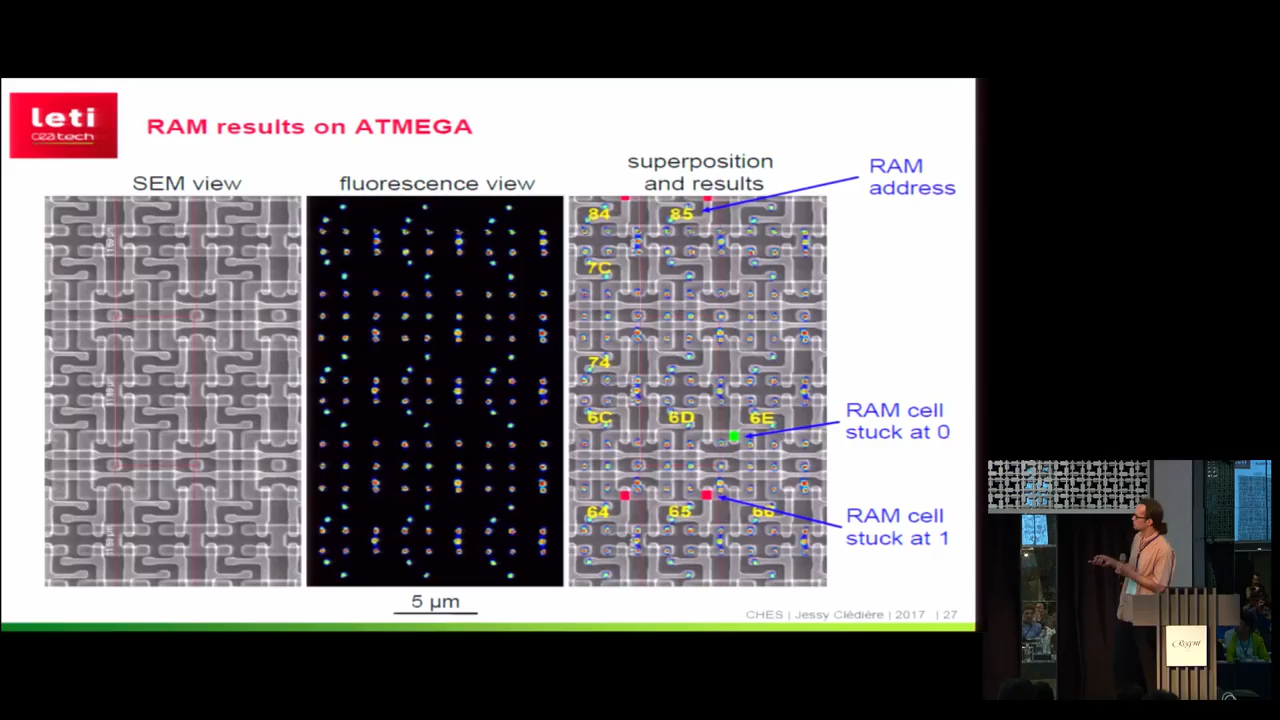 leti
ceatech
RAM results on ATMEGA
SEM view
fluorescence view
superposition
and results
RAM
address
84 85
7C
74
6C 6D 6E
RAM cell
stuck at 0
64 65 66
RAM cell
stuck at 1
5 µm
CHES | Jessy Clédière | 2017 | 27
Regent